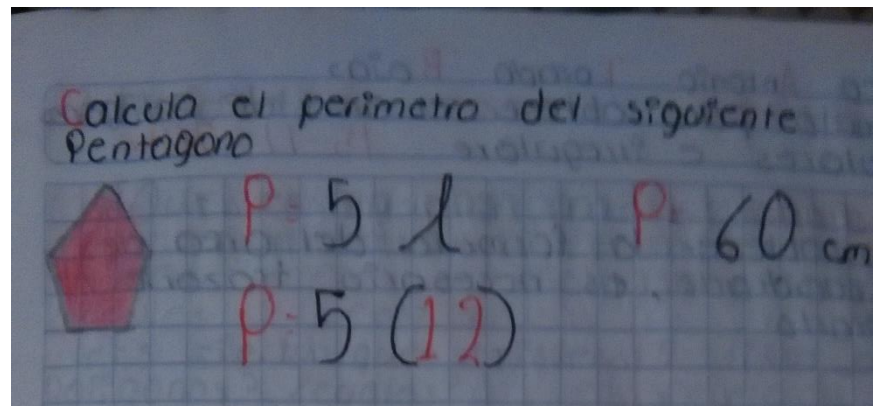 Calcula el perimetro del siguiente
Pentagono
P= 5 l
P= 60 cm
P= 5 (12)